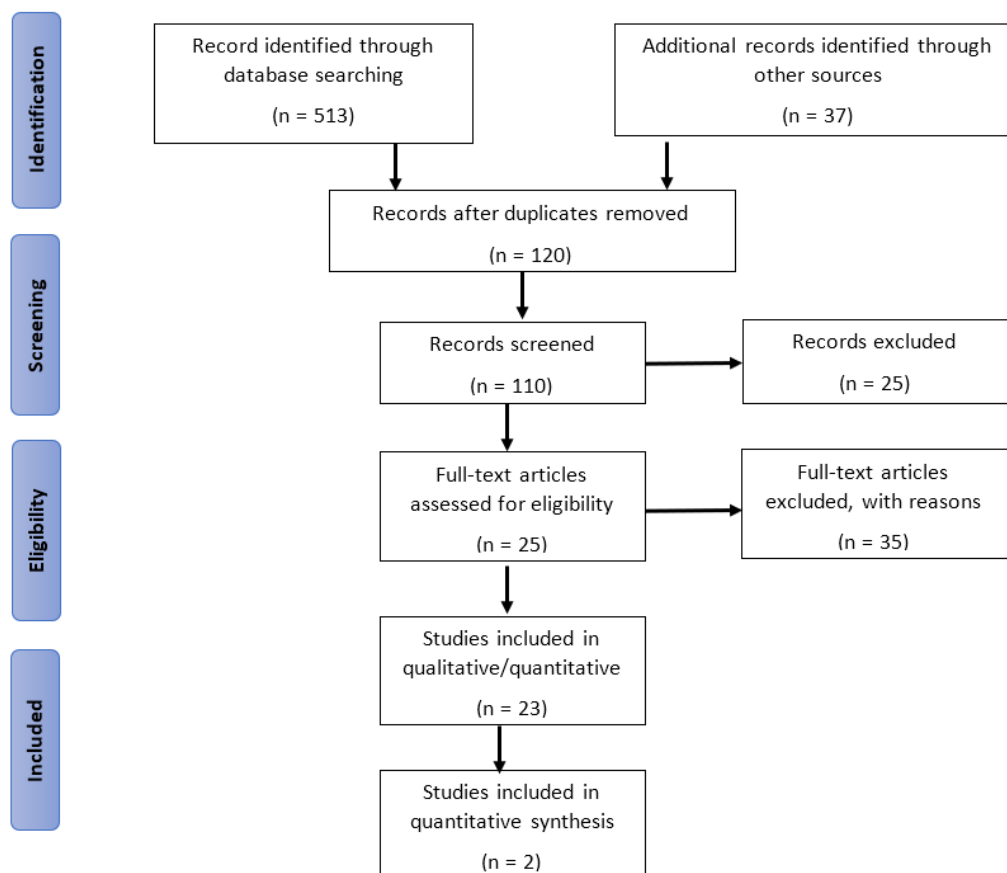 Identification
Record identified through
database searching
(n = 513)
Additional records identified through
other sources
(n = 37)
Records after duplicates removed
(n = 120)
Screening
Records screened
(n = 110)
Records excluded
(n = 25)
Eligibility
Full-text articles
assessed for eligibility
(n = 25)
Full-text articles
excluded, with reasons
(n = 35)
Included
Studies included in
qualitative/quantitative
(n = 23)
Studies included in
quantitative synthesis
(n = 2)